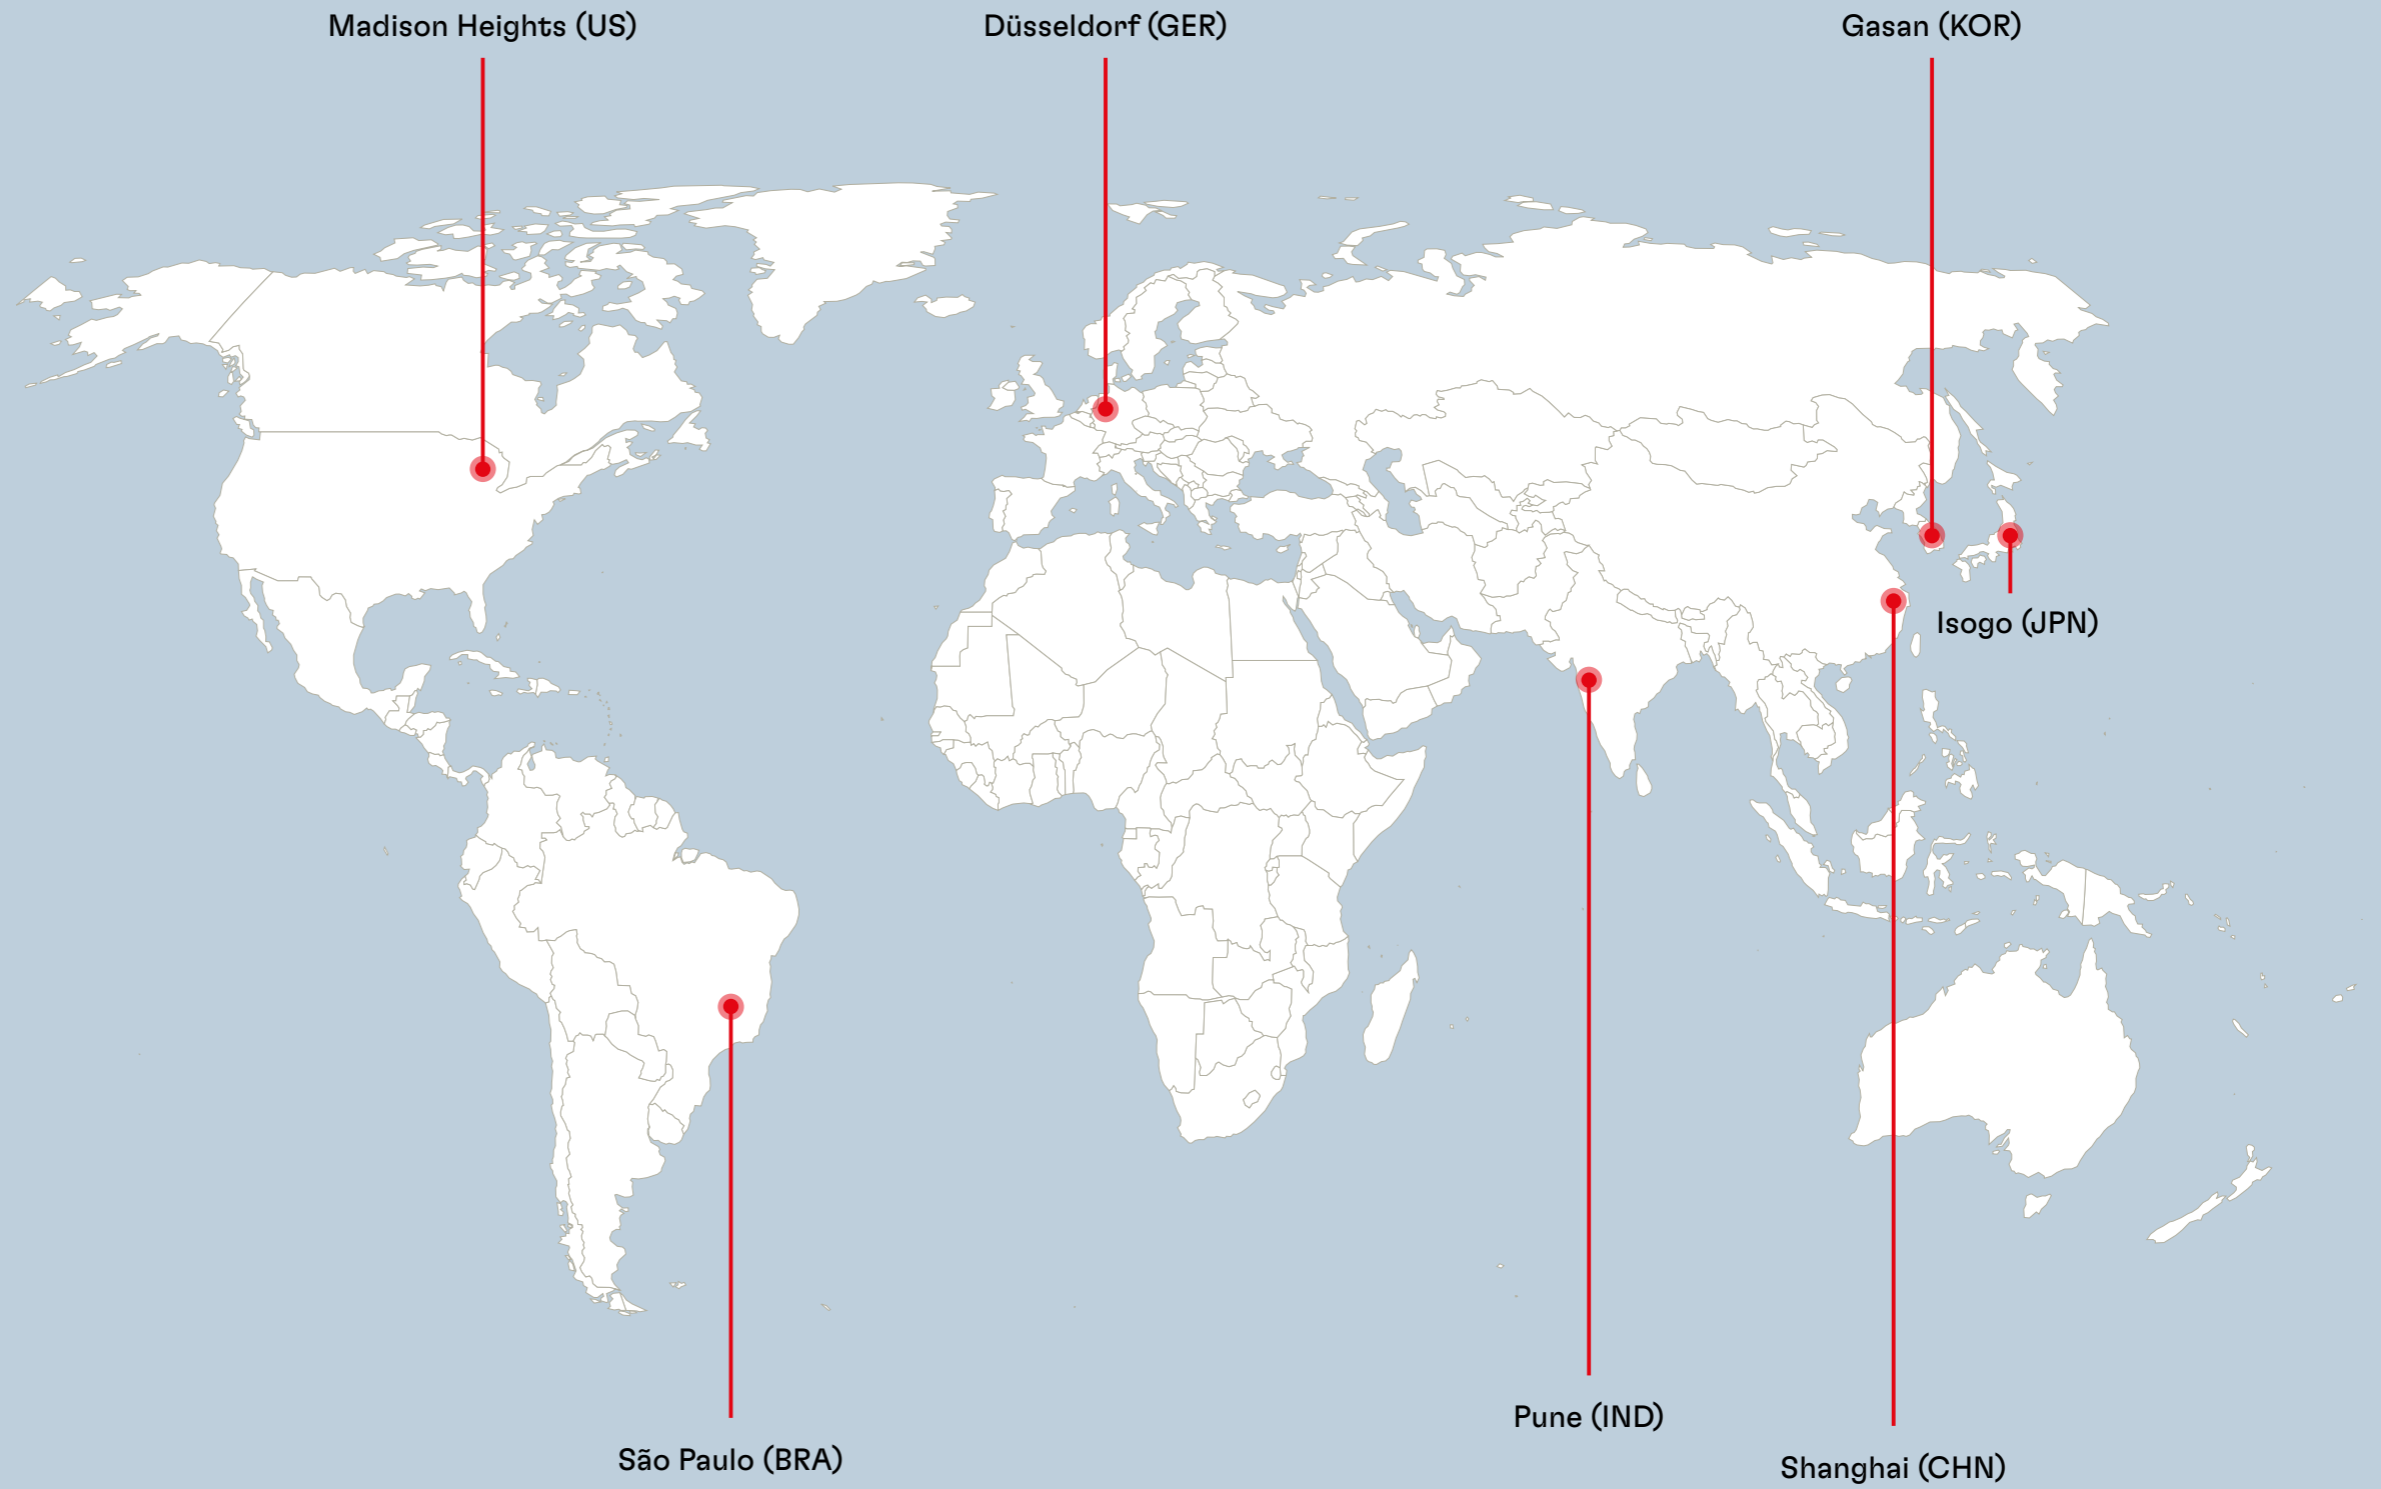 Madison Heights (US)
Düsseldorf (GER)
Gasan (KOR)
Isogo (JPN)
Pune (IND)
São Paulo (BRA)
Shanghai (CHN)